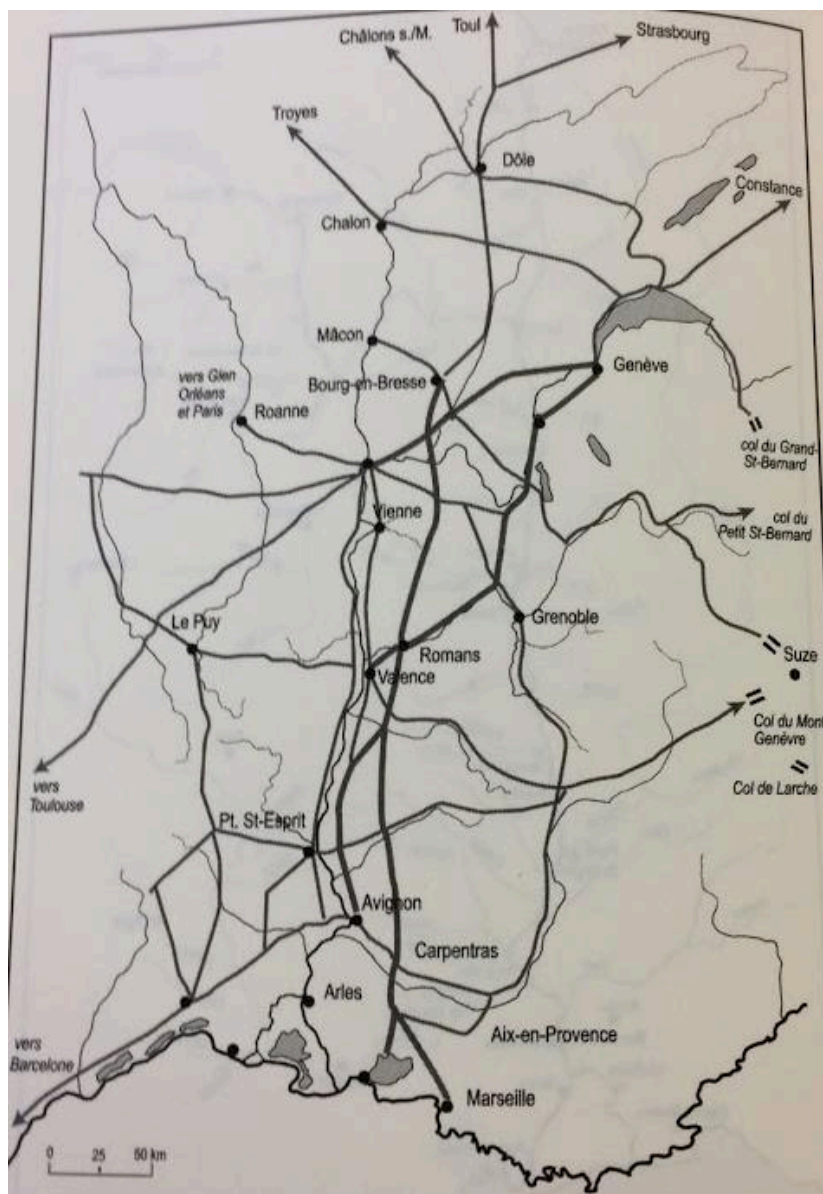 Toul
Châlons s./M.
Strasbourg
Troyes
Dôle
Constance
Chalon
Mâcon
vers Gien
Orléans
et Paris
Bourg-en-Bresse
Genève
Roanne
col du Grand-
St-Bernard
Vienne
col du
Petit St-Bernard
Le Puy
Grenoble
Romans
Suze
Valence
Col du Mont
Genèvre
vers
Toulouse
Col de Larche
Pt. St-Esprit
Avignon
Carpentras
Arles
Aix-en-Provence
vers
Barcelone
Marseille
0 25 50 km